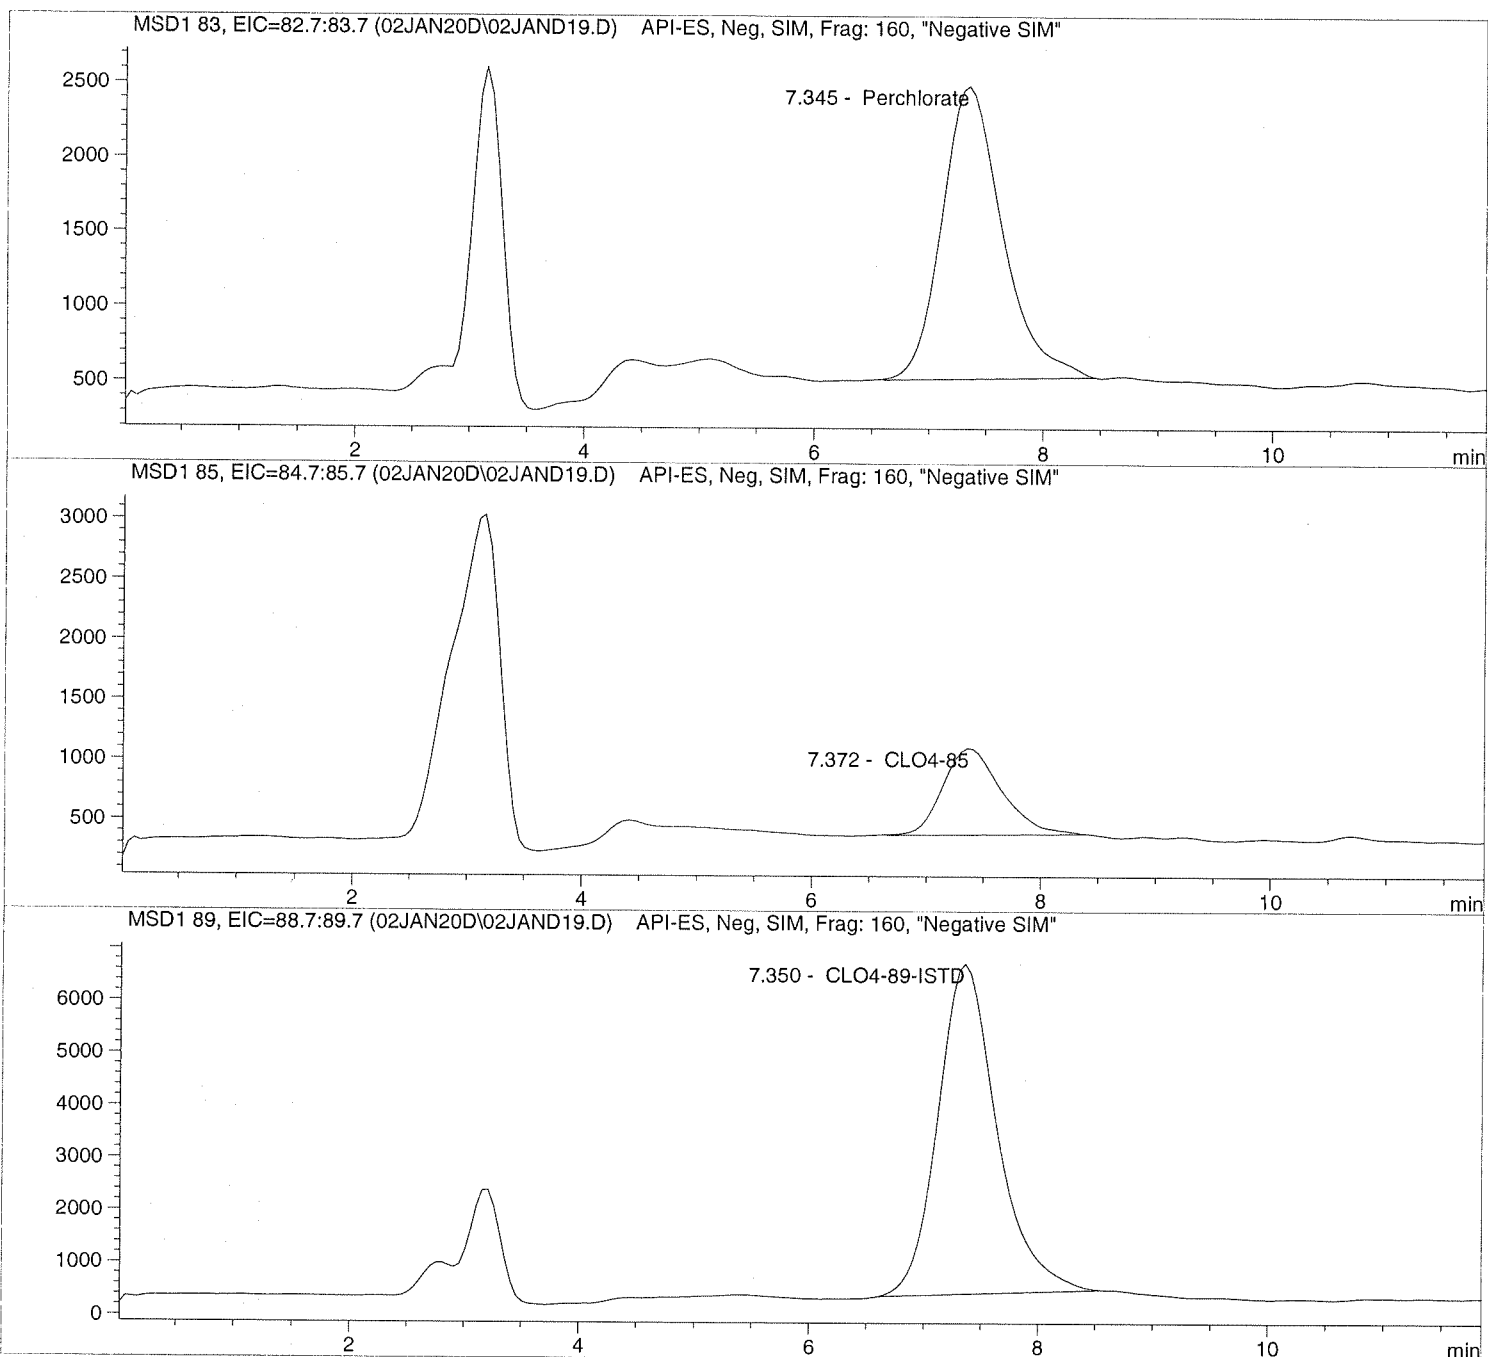 MSD1 83, EIC=82.7:83.7 (02JAN20D\02JAND19.D) API-ES, Neg, SIM, Frag: 160, "Negative SIM"
2500
7.345 - Perchlorate
2000
1500
1000
500
2 4 6 8 10 min
MSD1 85, EIC=84.7:85.7 (02JAN20D\02JAND19.D) API-ES, Neg, SIM, Frag: 160, "Negative SIM"
3000
2500
2000
1500
1000
7.372 - CLO4-85
500
2 4 6 8 10 min
MSD1 89, EIC=88.7:89.7 (02JAN20D\02JAND19.D) API-ES, Neg, SIM, Frag: 160, "Negative SIM"
7.350 - CLO4-89-ISTD
6000
5000
4000
3000
2000
1000
0
2 4 6 8 10 min